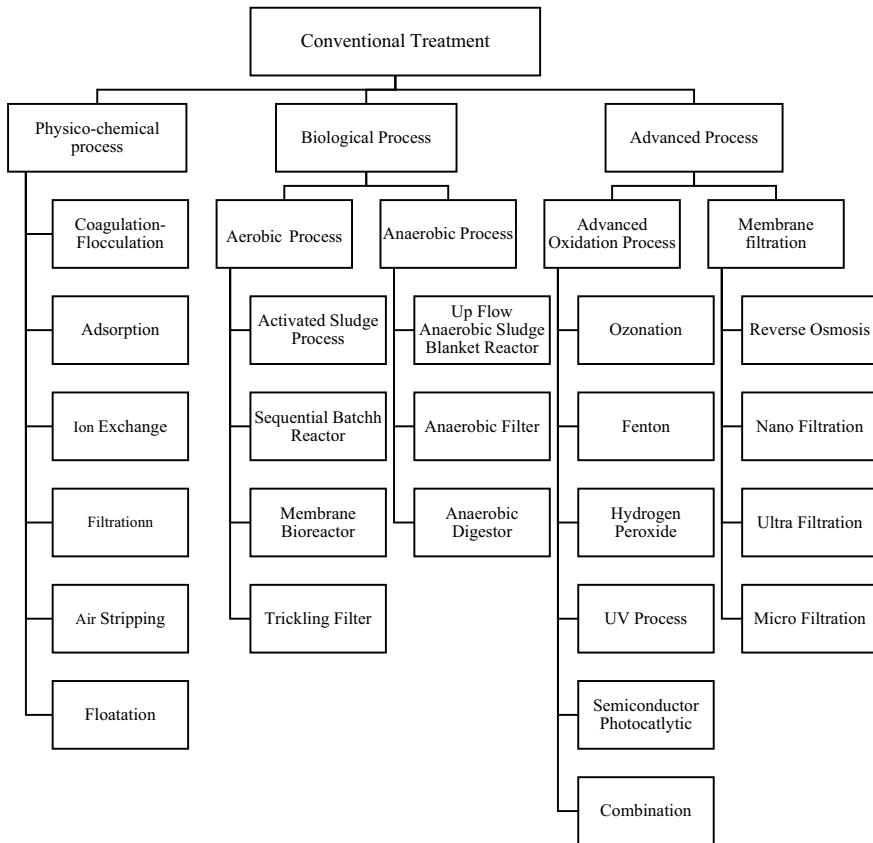 Conventional Treatment
Physico-chemical
process
Biological Process
Advanced Process
Coagulation-
Flocculation
Adsorption
Ion Exchange
Filtrationn
Air Stripping
Floatation
Aerobic Process
Activated Sludge
Process
Sequential Batchh
Reactor
Membrane
Bioreactor
Trickling Filter
Anaerobic Process
Up Flow
Anaerobic Sludge
Blanket Reactor
Anaerobic Filter
Anaerobic
Digestor
Advanced
Oxidation Process
Ozonation
Fenton
Hydrogen
Peroxide
UV Process
Semiconductor
Photocatlytic
Combination
Membrane
filtration
Reverse Osmosis
Nano Filtration
Ultra Filtration
Micro Filtration